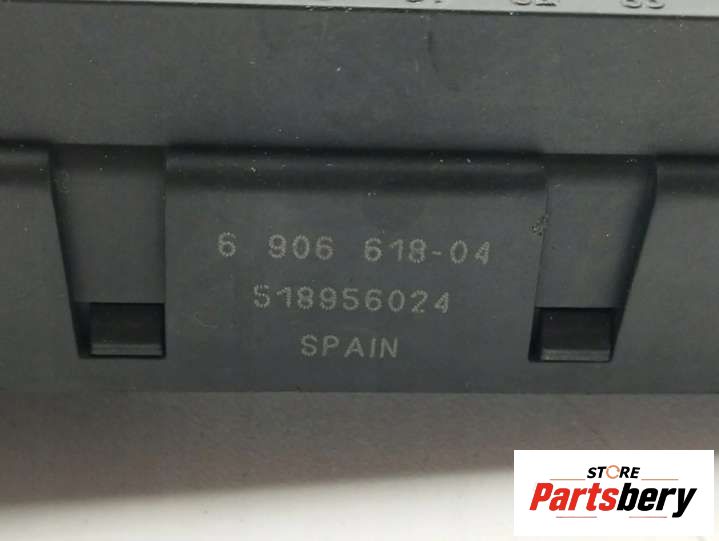 6 906 618-04
518956024
SPAIN
STORE
Partsbery